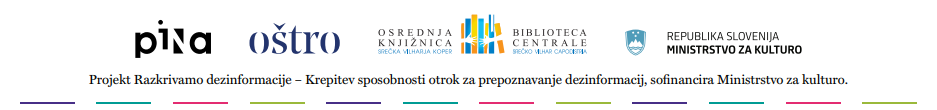 piNa
oštro
OSREDNJA
KNJIŽNICA
SREČKA VILHARJA KOPER
BIBLIOTECA
CENTRALE
SREČKO VILHAR CAPODISTRIA
REPUBLIKA SLOVENIJA
MINISTRSTVO ZA KULTURO
Projekt Razkrivamo dezinformacije – Krepitev sposobnosti otrok za prepoznavanje dezinformacij, sofinancira Ministrstvo za kulturo.